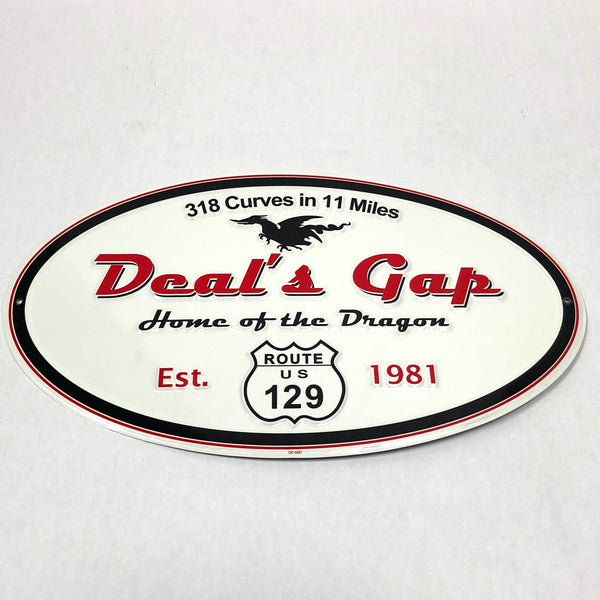 318 Curves in 11 Miles
Deal's Gap
Home of the Dragon
Est. 1981
ROUTE
US
129